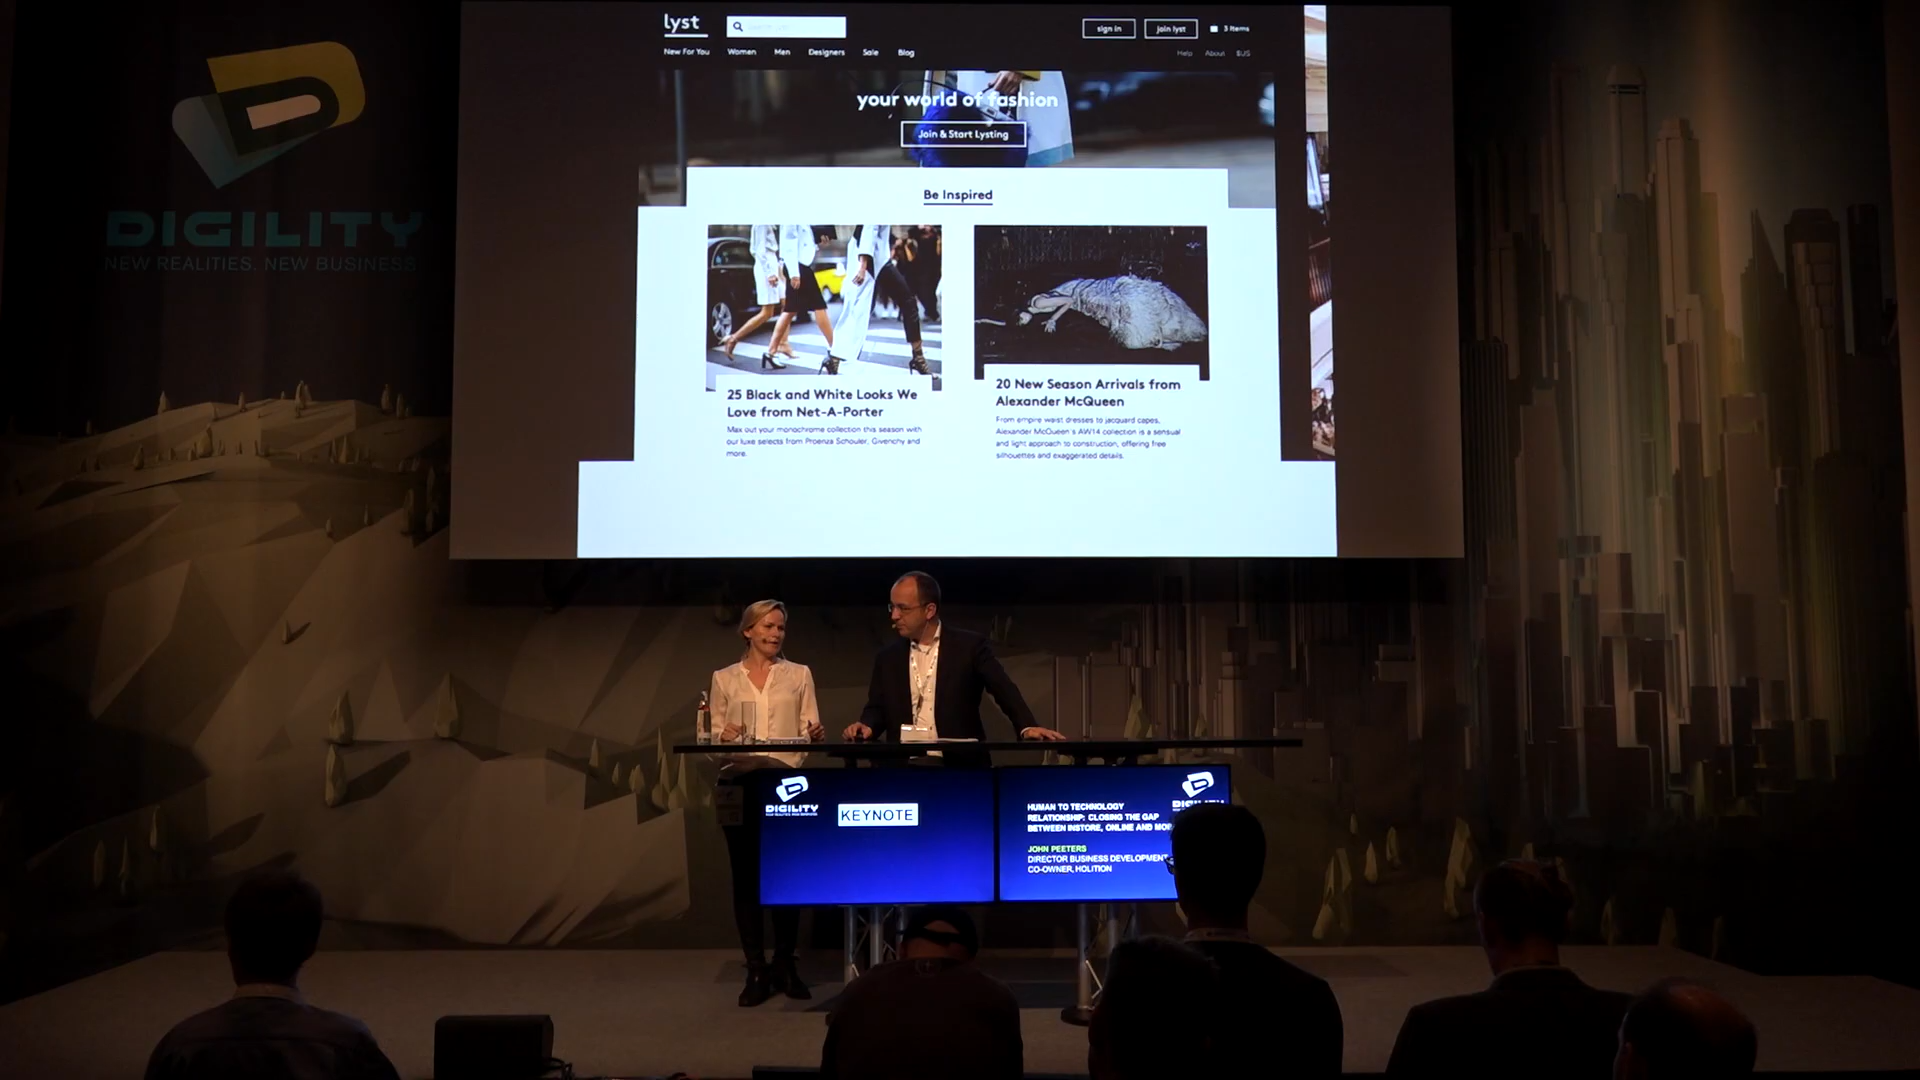 lyst
sign in
join lyst
3 items
New For You
Women
Men
Designers
Sale
Blog
Help
About
$US
your world of fashion
Join & Start Lysting
Be Inspired
25 Black and White Looks We
Love from Net-A-Porter
Max out your monochrome collection this season with
our luxe selects from Proenza Schouler, Givenchy and
more.
20 New Season Arrivals from
Alexander McQueen
From empire waist dresses to jacquard capes,
Alexander McQueen's AW14 collection is a sensual
and light approach to construction, offering free
silhouettes and exaggerated details.
DIGILITY
NEW REALITIES. NEW BUSINESS
DIGILITY
NEW REALITIES. NEW BUSINESS
KEYNOTE
DIGILITY
HUMAN TO TECHNOLOGY
RELATIONSHIP: CLOSING THE GAP
BETWEEN INSTORE, ONLINE AND
JOHN PEETERS
DIRECTOR BUSINESS DEVELOPMENT
CO-OWNER, HOLITION